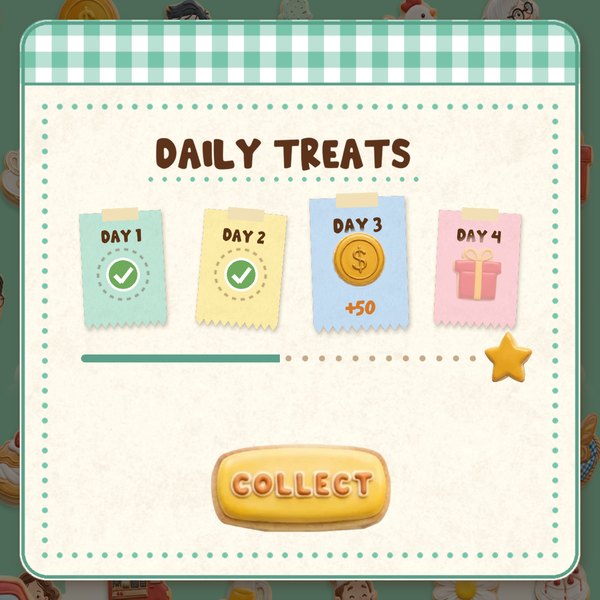 DAILY TREATS
DAY 1
DAY 2
DAY 3
$
+50
DAY 4
COLLECT